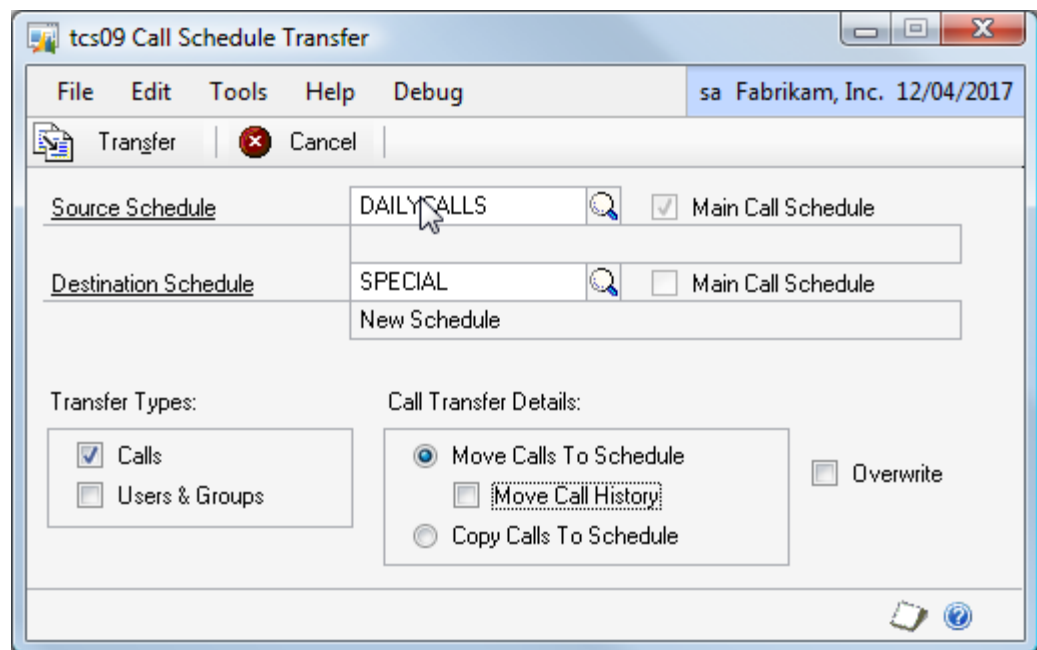 tcs09 Call Schedule Transfer
File Edit Tools Help Debug sa Fabrikam, Inc. 12/04/2017
Transfer Cancel
Source Schedule DAILYCALLS Main Call Schedule
Destination Schedule SPECIAL Main Call Schedule
New Schedule
Transfer Types: Call Transfer Details:
Calls Move Calls To Schedule
Overwrite
Users & Groups Move Call History
Copy Calls To Schedule